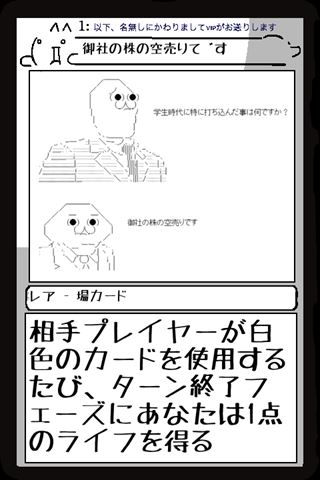 1: 以下、名無しにかわりましてVIPがお送りします
御社の株の空売りです
学生時代に特に打ち込んだ事は何ですか？
御社の株の空売りです
レア - 場カード
相手プレイヤーが白
色のカードを使用する
たび、ターン終了フ
ェーズにあなたは1点
のライフを得る